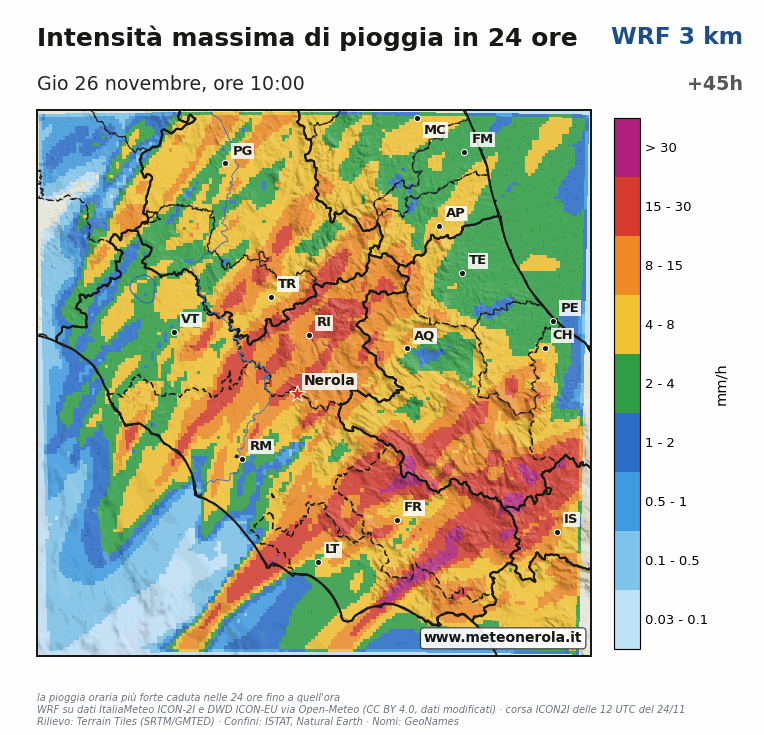 Intensità massima di pioggia in 24 ore
WRF 3 km
Gio 26 novembre, ore 10:00
+45h
MC
FM
PG
AP
TE
TR
PE
VT
RI
CH
AQ
Nerola
RM
FR
IS
LT
www.meteonerola.it
> 30
15 - 30
8 - 15
4 - 8
2 - 4
1 - 2
0.5 - 1
0.1 - 0.5
0.03 - 0.1
mm/h
la pioggia oraria più forte caduta nelle 24 ore fino a quell'ora
WRF su dati ItaliaMeteo ICON-2I e DWD ICON-EU via Open-Meteo (CC BY 4.0, dati modificati) · corsa ICON2I delle 12 UTC del 24/11
Rilievo: Terrain Tiles (SRTM/GMTED) · Confini: ISTAT, Natural Earth · Nomi: GeoNames